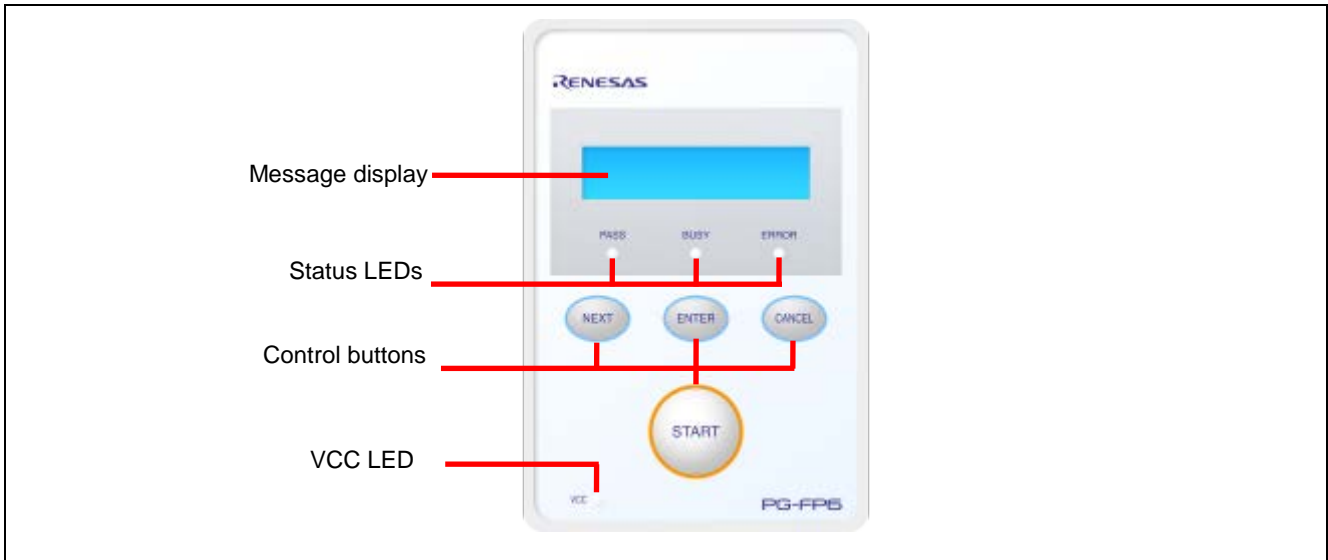 RENESAS
Message display
PASS BUSY ERROR
Status LEDs
NEXT ENTER CANCEL
Control buttons
START
VCC LED
VCC
PG-FP6